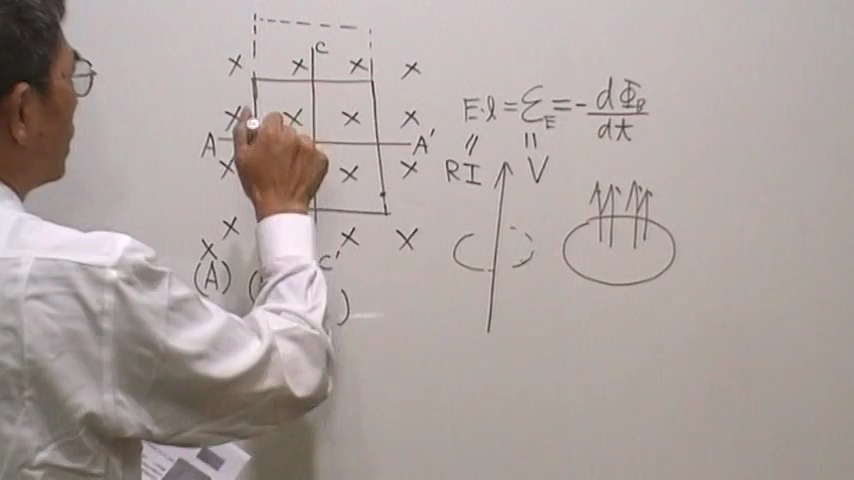 C
× × × ×
E·l = ℰ_E = - dΦ_B/dt
× × × ×
A A'
" "
RI V
× × ×
× × ×
×
C'
(A) ( )